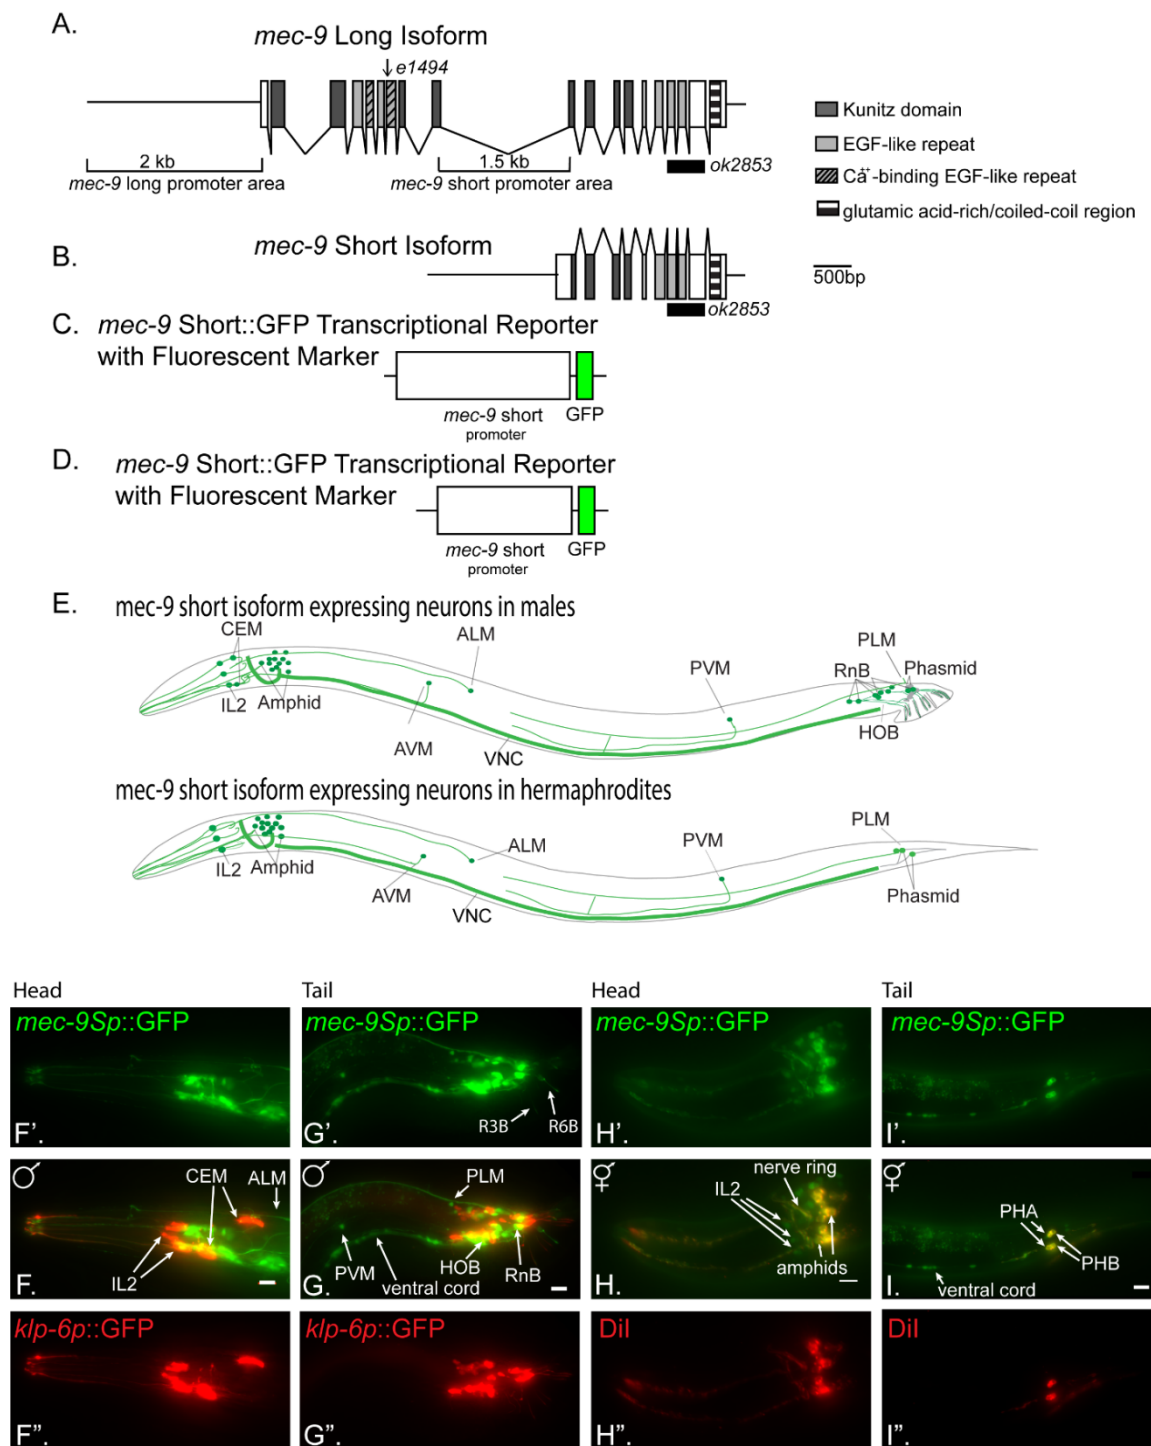 A.
mec-9 Long Isoform
e1494
2 kb
mec-9 long promoter area
1.5 kb
mec-9 short promoter area
ok2853
Kunitz domain
EGF-like repeat
Ca++-binding EGF-like repeat
glutamic acid-rich/coiled-coil region
500bp
B.
mec-9 Short Isoform
ok2853
C.
mec-9 Short::GFP Transcriptional Reporter
with Fluorescent Marker
mec-9 short
promoter
GFP
D.
mec-9 Short::GFP Transcriptional Reporter
with Fluorescent Marker
mec-9 short
promoter
GFP
E.
mec-9 short isoform expressing neurons in males
CEM
IL2
Amphid
ALM
AVM
VNC
PVM
PLM
RnB
Phasmid
HOB
mec-9 short isoform expressing neurons in hermaphrodites
IL2
Amphid
ALM
AVM
VNC
PVM
PLM
Phasmid
Head
Tail
Head
Tail
mec-9Sp::GFP
F'.
mec-9Sp::GFP
R3B
R6B
G'.
mec-9Sp::GFP
H'.
mec-9Sp::GFP
I'.
♂
CEM
ALM
IL2
F.
♂
PLM
PVM
HOB
RnB
ventral cord
G.
⚥
nerve ring
IL2
amphids
H.
⚥
PHA
PHB
ventral cord
I.
klp-6p::GFP
F".
klp-6p::GFP
G".
DiI
H".
DiI
I".